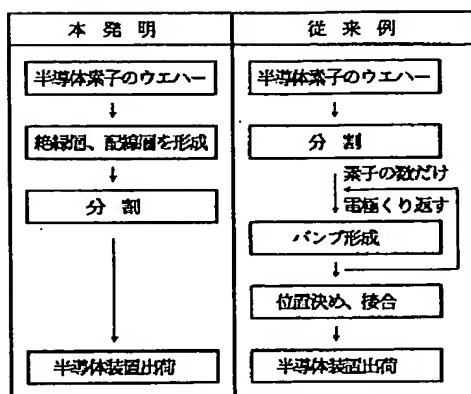 本発明
半導体素子のウエハー
絶縁層、配線層を形成
分割
半導体装置出荷
従来例
半導体素子のウエハー
分割
素子の数だけ
電極くり返す
バンプ形成
位置決め、接合
半導体装置出荷